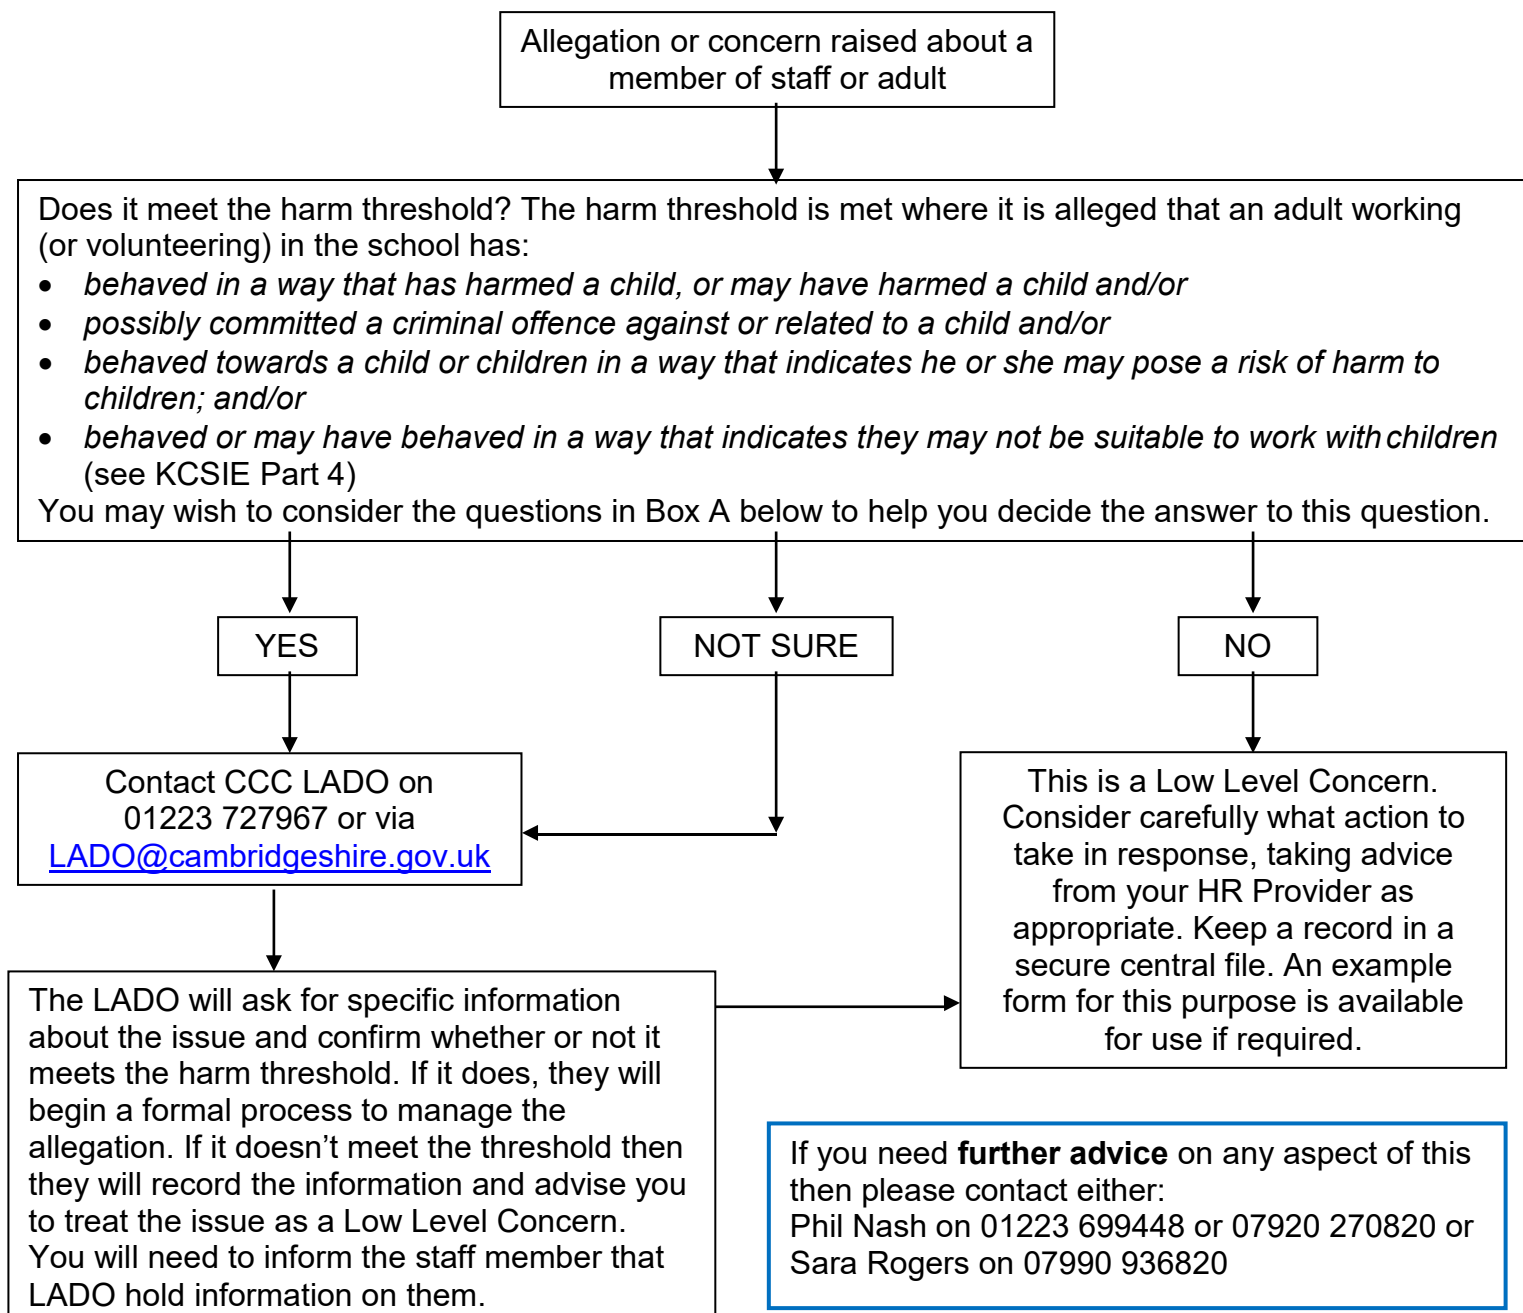 Allegation or concern raised about a
member of staff or adult
Does it meet the harm threshold? The harm threshold is met where it is alleged that an adult working
(or volunteering) in the school has:
• behaved in a way that has harmed a child, or may have harmed a child and/or
• possibly committed a criminal offence against or related to a child and/or
• behaved towards a child or children in a way that indicates he or she may pose a risk of harm to
children; and/or
• behaved or may have behaved in a way that indicates they may not be suitable to work with children
(see KCSIE Part 4)
You may wish to consider the questions in Box A below to help you decide the answer to this question.
YES
NOT SURE
NO
Contact CCC LADO on
01223 727967 or via
LADO@cambridgeshire.gov.uk
This is a Low Level Concern.
Consider carefully what action to
take in response, taking advice
from your HR Provider as
appropriate. Keep a record in a
secure central file. An example
form for this purpose is available
for use if required.
The LADO will ask for specific information
about the issue and confirm whether or not it
meets the harm threshold. If it does, they will
begin a formal process to manage the
allegation. If it doesn’t meet the threshold then
they will record the information and advise you
to treat the issue as a Low Level Concern.
You will need to inform the staff member that
LADO hold information on them.
If you need further advice on any aspect of this
then please contact either:
Phil Nash on 01223 699448 or 07920 270820 or
Sara Rogers on 07990 936820